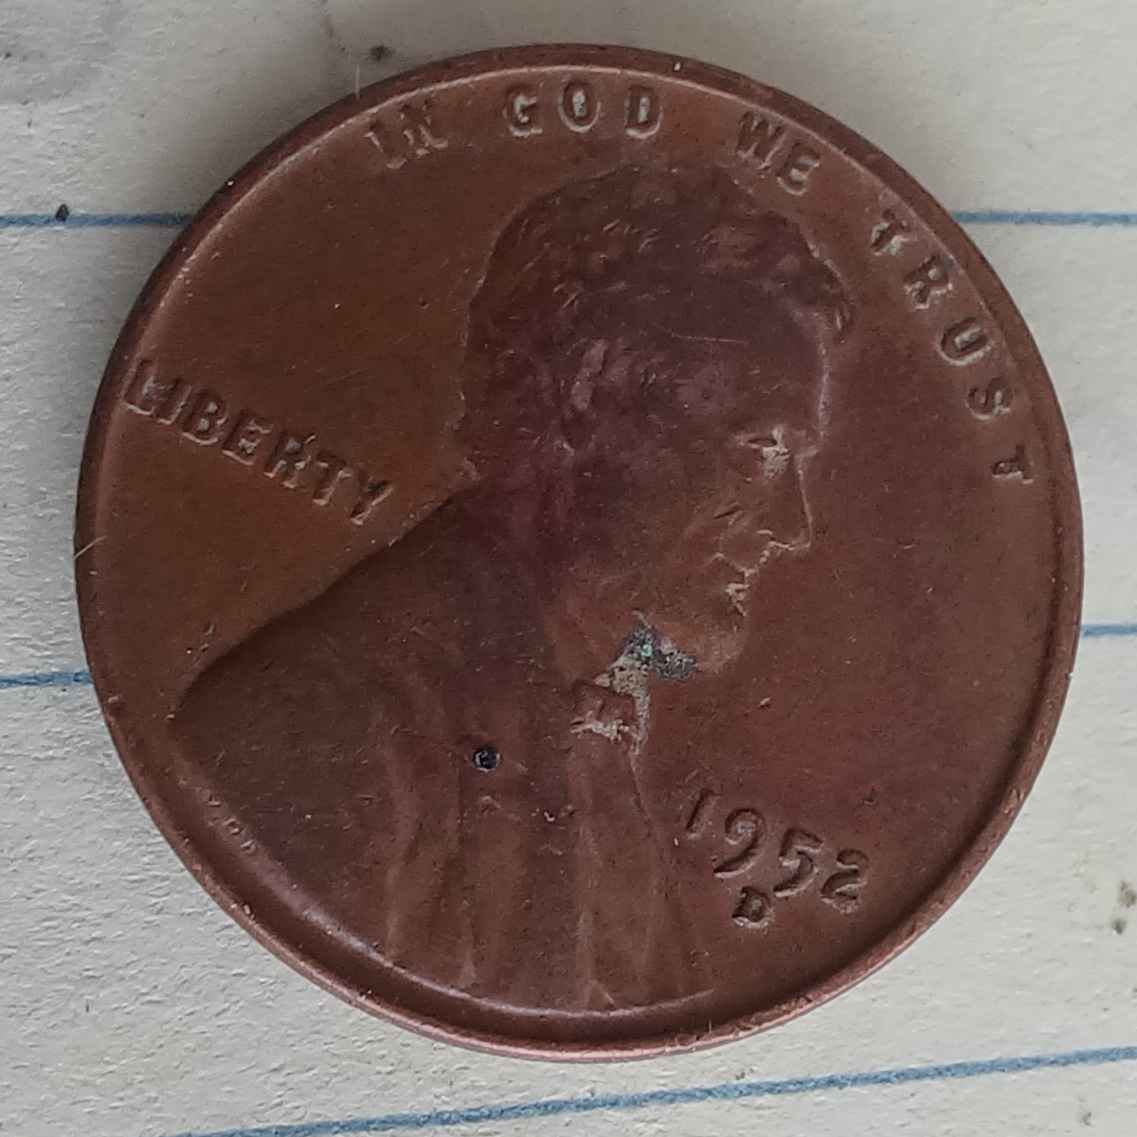 IN GOD WE TRUST
LIBERTY
1952
D